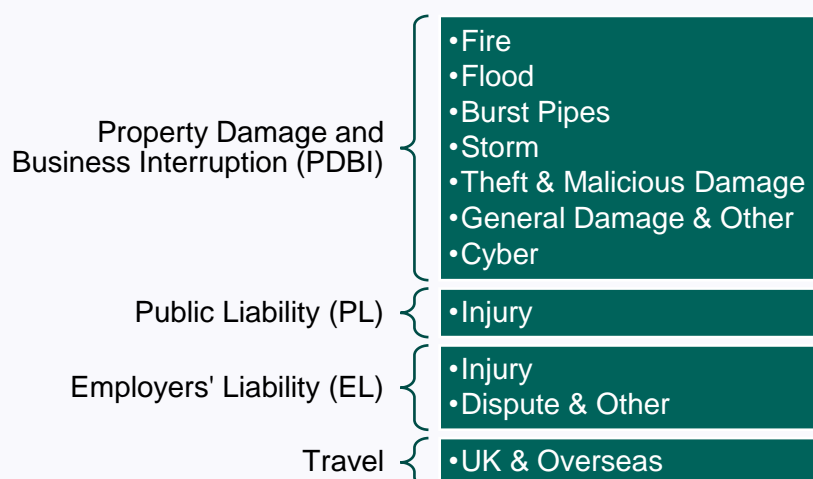 Property Damage and
Business Interruption (PDBI)
•Fire
•Flood
•Burst Pipes
•Storm
•Theft & Malicious Damage
•General Damage & Other
•Cyber
Public Liability (PL)
•Injury
Employers' Liability (EL)
•Injury
•Dispute & Other
Travel
•UK & Overseas